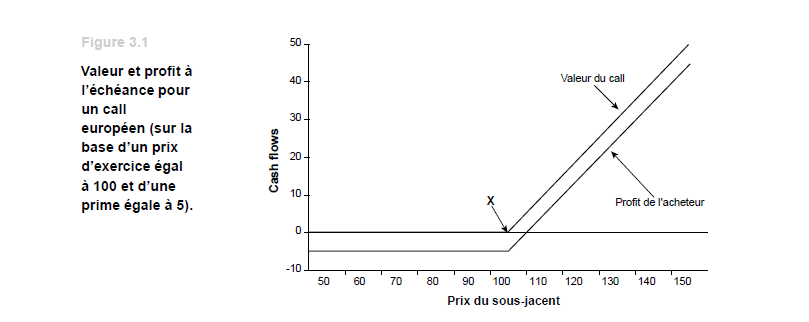 Figure 3.1
Valeur et profit à
l'échéance pour
un call
européen (sur la
base d'un prix
d'exercice égal
à 100 et d'une
prime égale à 5).
Cash flows
50
40
30
20
10
0
-10
Valeur du call
X
Profit de l'acheteur
50 60 70 80 90 100 110 120 130 140 150
Prix du sous-jacent